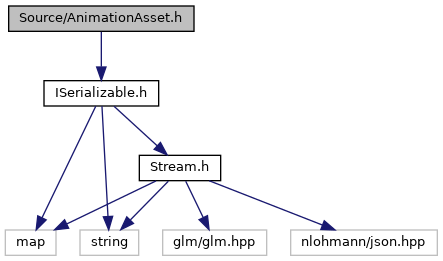 Source/AnimationAsset.h
ISerializable.h
Stream.h
map
string
glm/glm.hpp
nlohmann/json.hpp